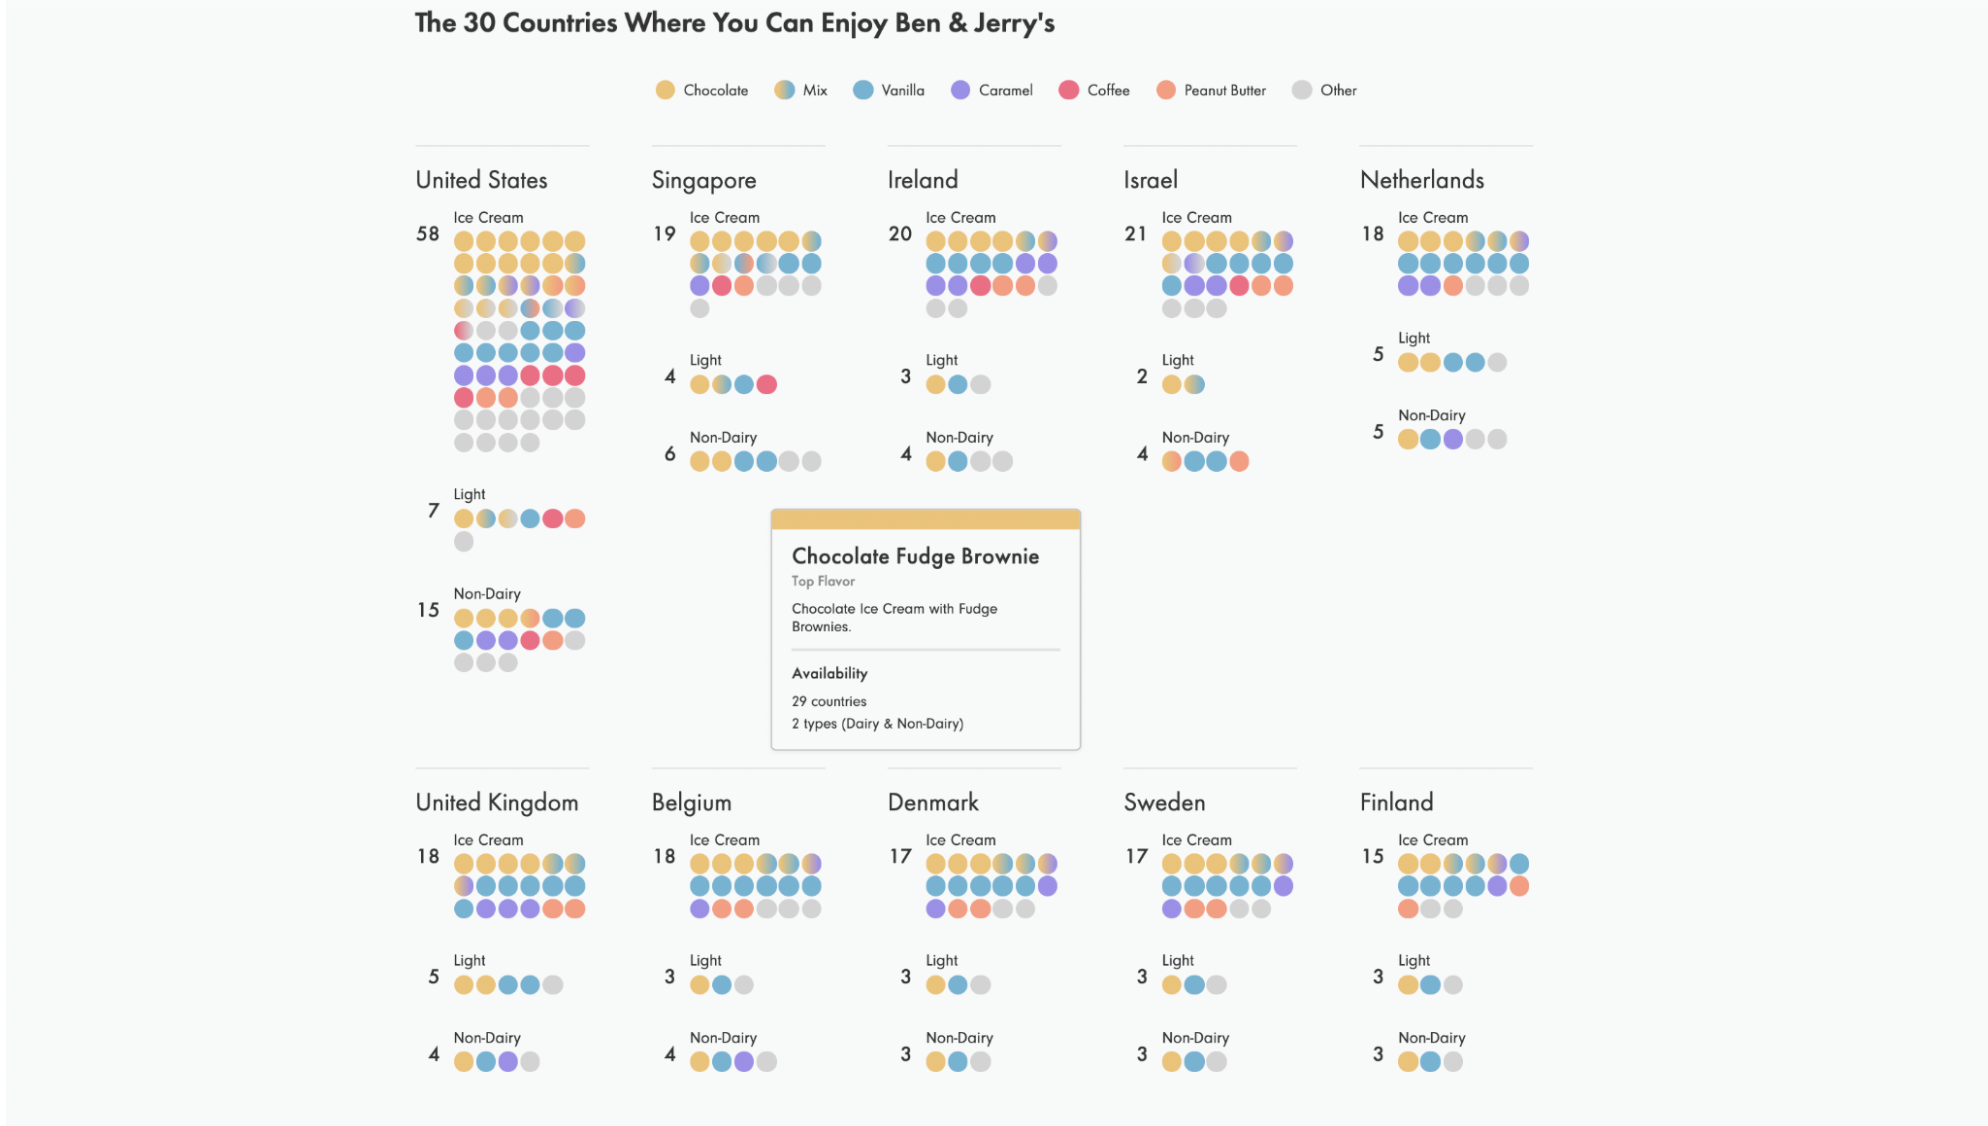 The 30 Countries Where You Can Enjoy Ben & Jerry's
Chocolate Mix Vanilla Caramel Coffee Peanut Butter Other
United States
Ice Cream
58
Light
7
Non-Dairy
15
Singapore
Ice Cream
19
Light
4
Non-Dairy
6
Ireland
Ice Cream
20
Light
3
Non-Dairy
4
Israel
Ice Cream
21
Light
2
Non-Dairy
4
Netherlands
Ice Cream
18
Light
5
Non-Dairy
5
Chocolate Fudge Brownie
Top Flavor
Chocolate Ice Cream with Fudge
Brownies.
Availability
29 countries
2 types (Dairy & Non-Dairy)
United Kingdom
Ice Cream
18
Light
5
Non-Dairy
4
Belgium
Ice Cream
18
Light
3
Non-Dairy
4
Denmark
Ice Cream
17
Light
3
Non-Dairy
3
Sweden
Ice Cream
17
Light
3
Non-Dairy
3
Finland
Ice Cream
15
Light
3
Non-Dairy
3